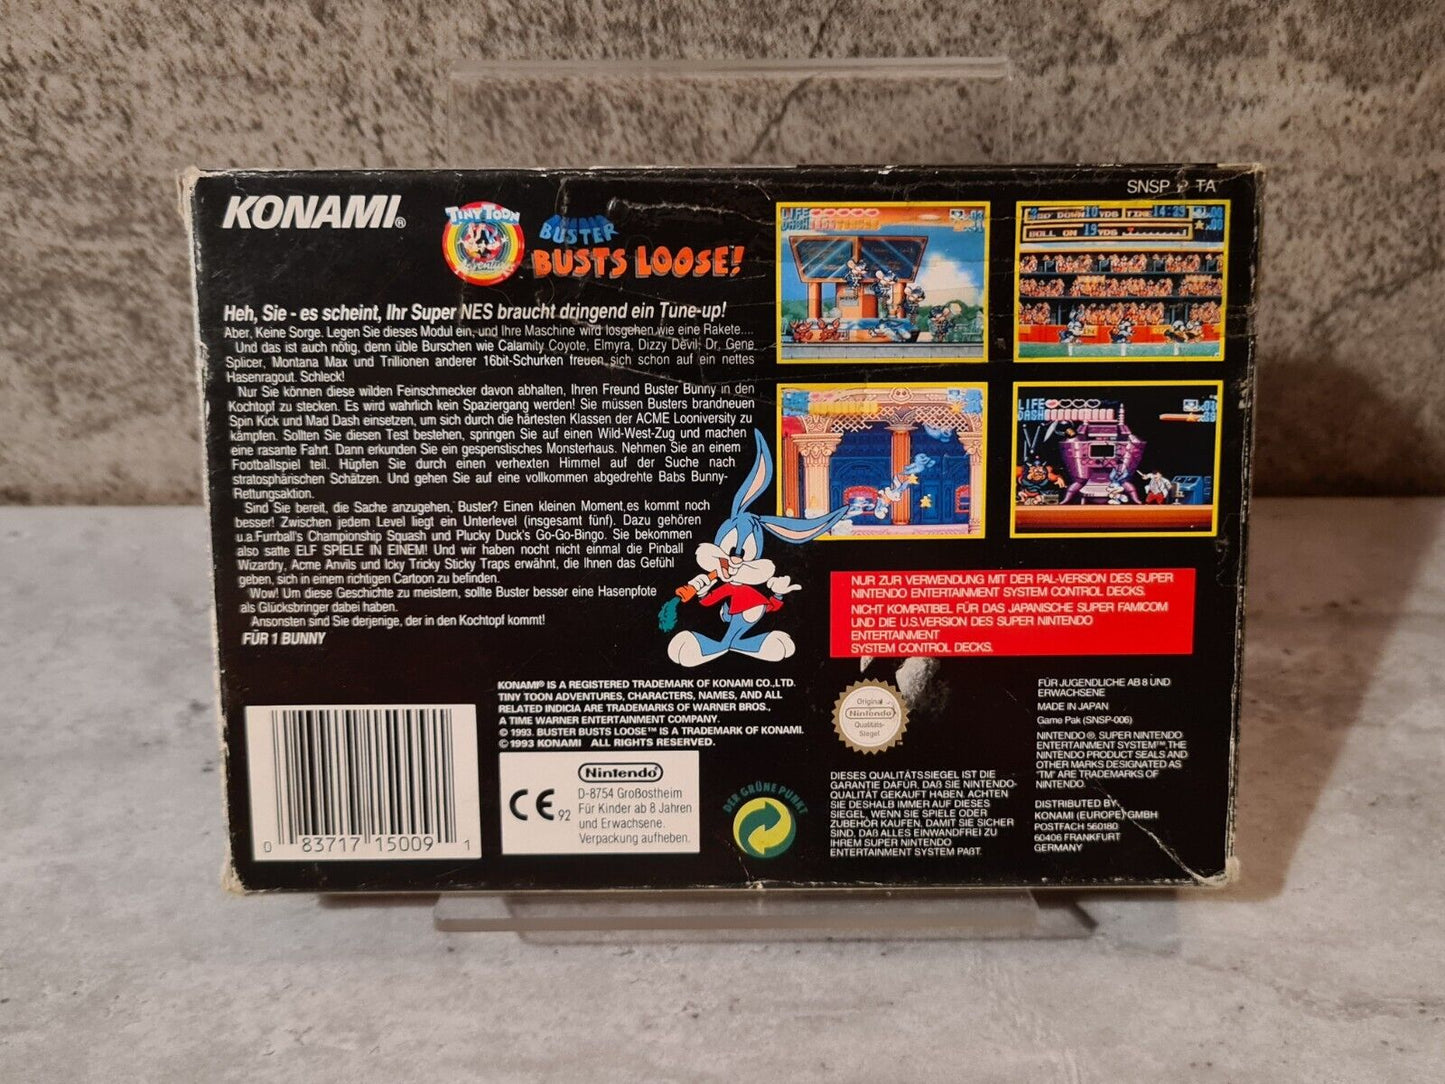 KONAMI®
TINY TOON
Adventures
BUSTER
BUSTS LOOSE!
SNSP P TA
Heh, Sie - es scheint, Ihr Super NES braucht dringend ein Tune-up!
Aber, Keine Sorge. Legen Sie dieses Modul ein, und Ihre Maschine wird losgehen wie eine Rakete....
Und das ist auch nötig, denn üble Burschen wie Calamity Coyote, Elmyra, Dizzy Devil, Dr. Gene
Splicer, Montana Max und Trillionen anderer 16bit-Schurken freuen sich schon auf ein nettes
Hasenragout. Schleck!
Nur Sie können diese wilden Feinschmecker davon abhalten, Ihren Freund Buster Bunny in den
Kochtopf zu stecken. Es wird wahrlich kein Spaziergang werden! Sie müssen Busters brandneuen
Spin Kick und Mad Dash einsetzen, um sich durch die härtesten Klassen der ACME Looniversity zu
kämpfen. Sollten Sie diesen Test bestehen, springen Sie auf einen Wild-West-Zug und machen
eine rasante Fahrt. Dann erkunden Sie ein gespenstisches Monsterhaus. Nehmen Sie an einem
Footballspiel teil. Hüpfen Sie durch einen verhexten Himmel auf der Suche nach
stratosphärischen Schätzen. Und gehen Sie auf eine vollkommen abgedrehte Babs Bunny-
Rettungsaktion.
Sind Sie bereit, die Sache anzugehen, Buster? Einen kleinen Moment, es kommt noch
besser! Zwischen jedem Level liegt ein Unterlevel (insgesamt fünf). Dazu gehören
u.a.Furrball's Championship Squash und Plucky Duck's Go-Go-Bingo. Sie bekommen
also satte ELF SPIELE IN EINEM! Und wir haben nocht nicht einmal die Pinball
Wizardry, Acme Anvils und Icky Tricky Sticky Traps erwähnt, die Ihnen das Gefühl
geben, sich in einem richtigen Cartoon zu befinden.
Wow! Um diese Geschichte zu meistern, sollte Buster besser eine Hasenpfote
als Glücksbringer dabei haben.
Ansonsten sind Sie derjenige, der in den Kochtopf kommt!
FÜR 1 BUNNY
LIFE
DASH
DOWN 10 YDS TIME 14:29
BALL ON 19 YDS
LIFE
DASH
NUR ZUR VERWENDUNG MIT DER PAL-VERSION DES SUPER
NINTENDO ENTERTAINMENT SYSTEM CONTROL DECKS.
NICHT KOMPATIBEL FÜR DAS JAPANISCHE SUPER FAMICOM
UND DIE U.S.VERSION DES SUPER NINTENDO
ENTERTAINMENT
SYSTEM CONTROL DECKS.
KONAMI® IS A REGISTERED TRADEMARK OF KONAMI CO.,LTD.
TINY TOON ADVENTURES, CHARACTERS, NAMES, AND ALL
RELATED INDICIA ARE TRADEMARKS OF WARNER BROS.,
A TIME WARNER ENTERTAINMENT COMPANY.
© 1993. BUSTER BUSTS LOOSE™ IS A TRADEMARK OF KONAMI.
© 1993 KONAMI ALL RIGHTS RESERVED.
0 83717 15009 1
CE 92
Nintendo
D-8754 Großostheim
Für Kinder ab 8 Jahren
und Erwachsene.
Verpackung aufheben.
DER GRÜNE PUNKT
Original
Nintendo
Qualitäts-
Siegel
DIESES QUALITÄTSSIEGEL IST DIE
GARANTIE DAFÜR, DAß SIE NINTENDO-
QUALITÄT GEKAUFT HABEN. ACHTEN
SIE DESHALB IMMER AUF DIESES
SIEGEL, WENN SIE SPIELE ODER
ZUBEHÖR KAUFEN. DAMIT SIE SICHER
SIND, DAß ALLES EINWANDFREI ZU
IHREM SUPER NINTENDO
ENTERTAINMENT SYSTEM PAßT.
FÜR JUGENDLICHE AB 8 UND
ERWACHSENE
MADE IN JAPAN
Game Pak (SNSP-006)
NINTENDO®, SUPER NINTENDO
ENTERTAINMENT SYSTEM™,THE
NINTENDO PRODUCT SEALS AND
OTHER MARKS DESIGNATED AS
"TM" ARE TRADEMARKS OF
NINTENDO.
DISTRIBUTED BY
KONAMI (EUROPE) GMBH
POSTFACH 560180
60406 FRANKFURT
GERMANY